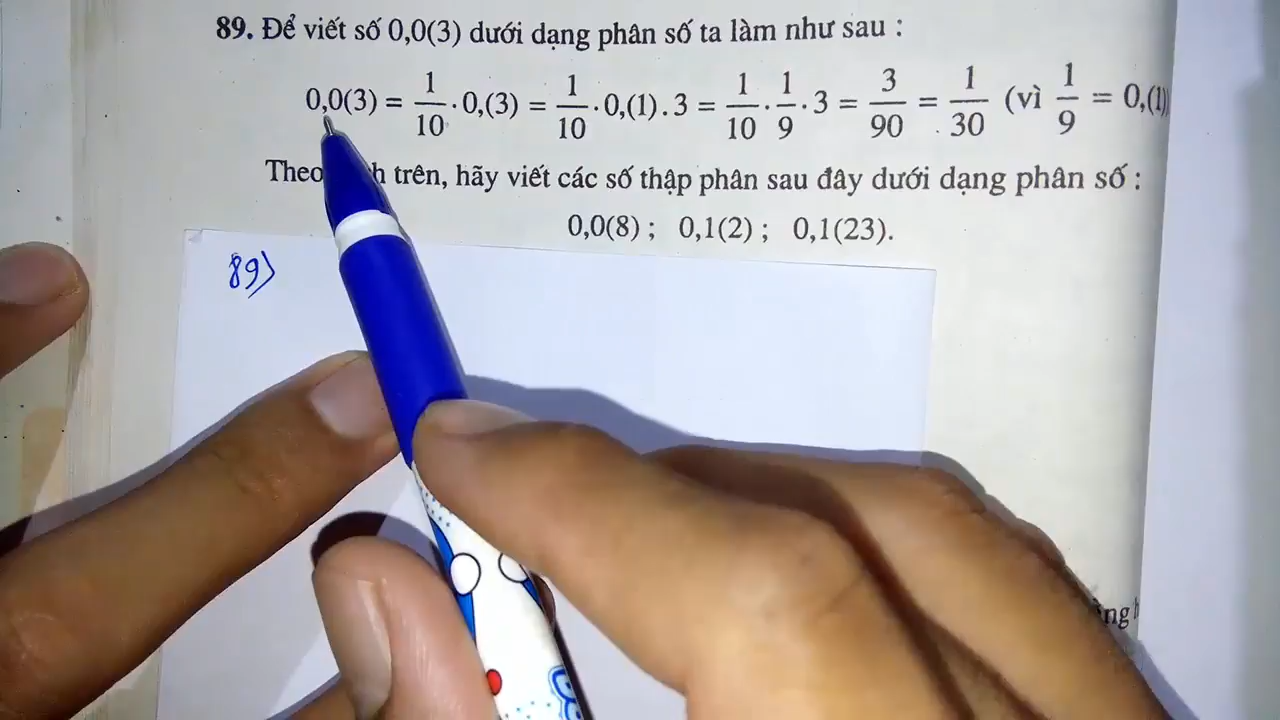 89. Để viết số 0,0(3) dưới dạng phân số ta làm như sau :
0,0(3) = 1/10 . 0,(3) = 1/10 . 0,(1) . 3 = 1/10 . 1/9 . 3 = 3/90 = 1/30 (vì 1/9 = 0,(1)
Theo trên, hãy viết các số thập phân sau đây dưới dạng phân số :
0,0(8) ; 0,1(2) ; 0,1(23).
89)